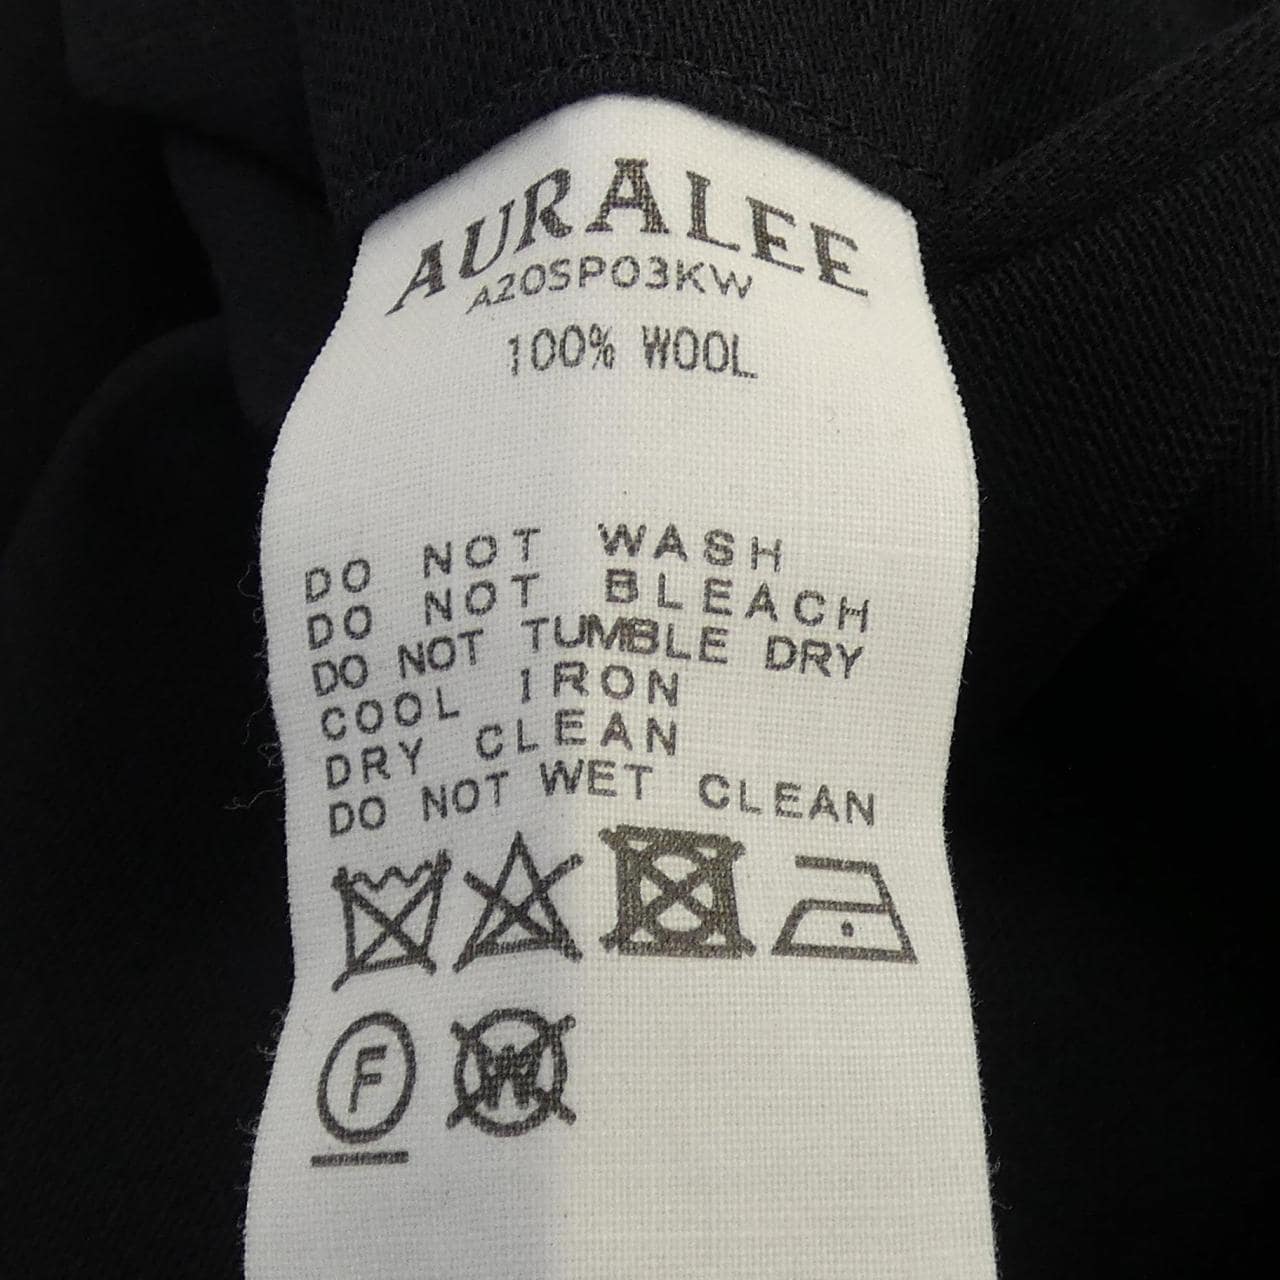 AURALEE
A20SP03KW
100% WOOL
DO NOT WASH
DO NOT BLEACH
DO NOT TUMBLE DRY
COOL IRON
DRY CLEAN
DO NOT WET CLEAN
F W